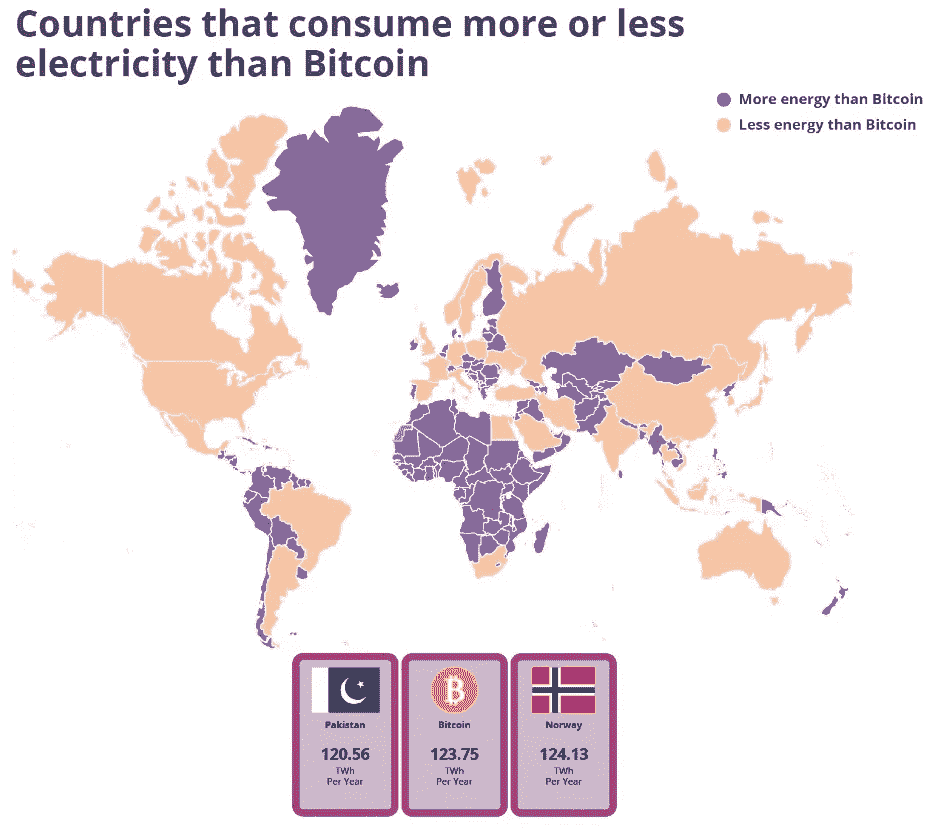 Countries that consume more or less
electricity than Bitcoin
More energy than Bitcoin
Less energy than Bitcoin
Pakistan
120.56
TWh
Per Year
Bitcoin
123.75
TWh
Per Year
Norway
124.13
TWh
Per Year